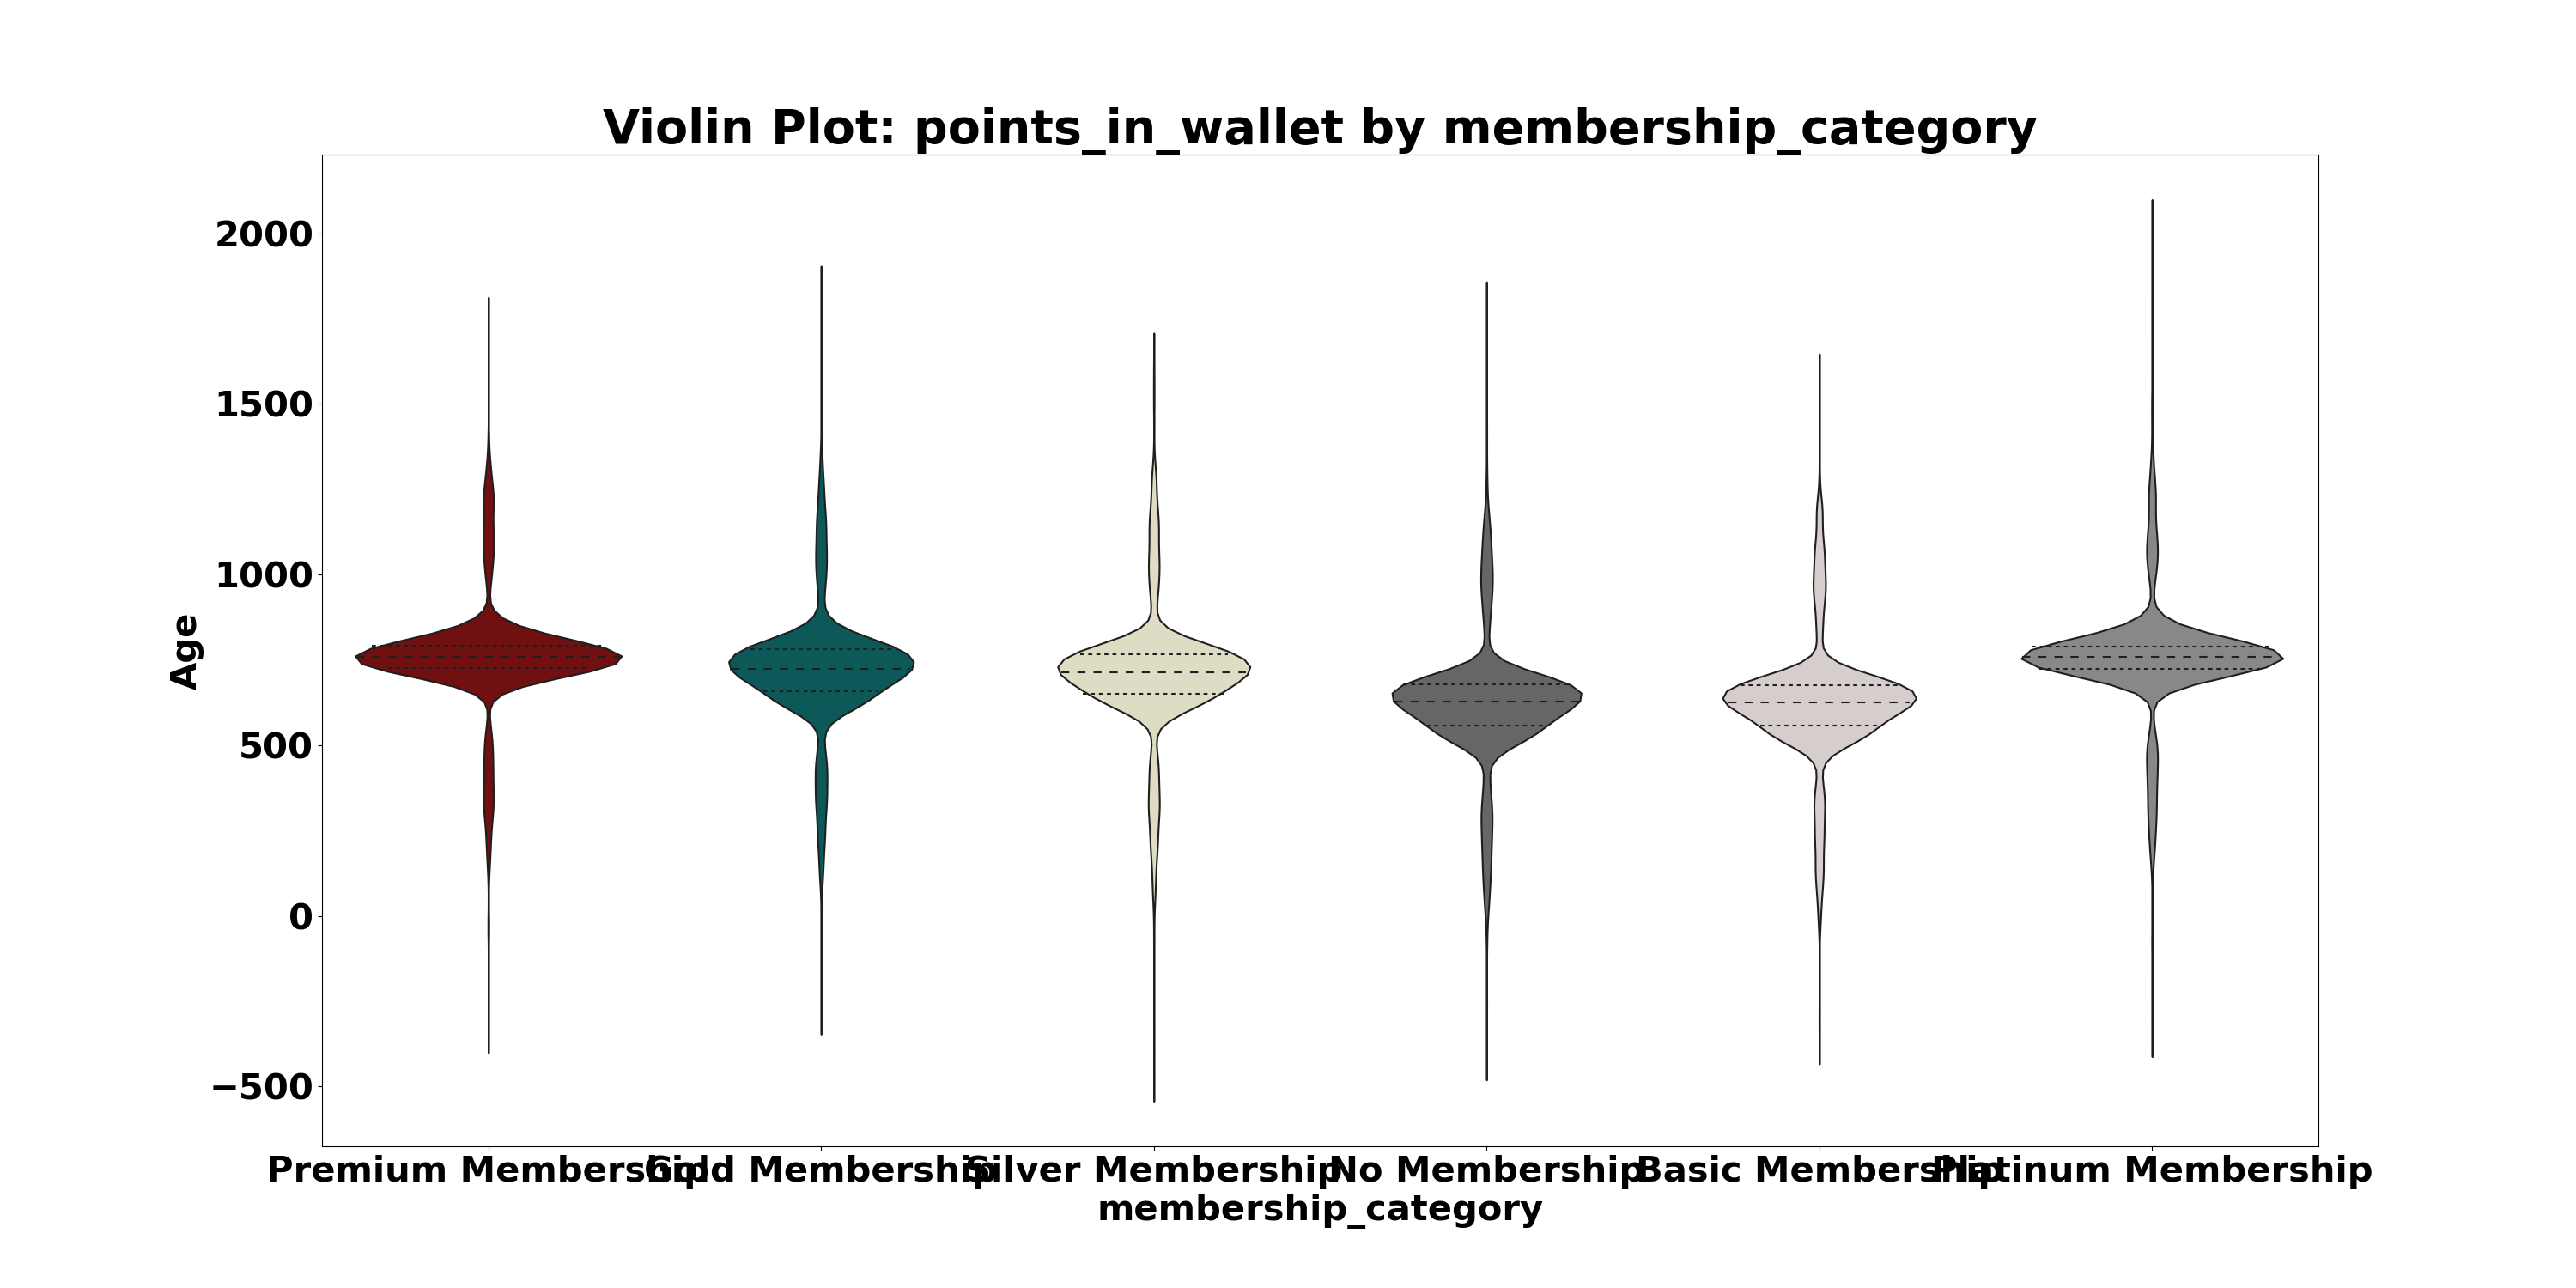 Violin Plot: points_in_wallet by membership_category
2000
1500
1000
500
0
−500
Age
Premium Membership
Gold Membership
Silver Membership
No Membership
Basic Membership
Platinum Membership
membership_category